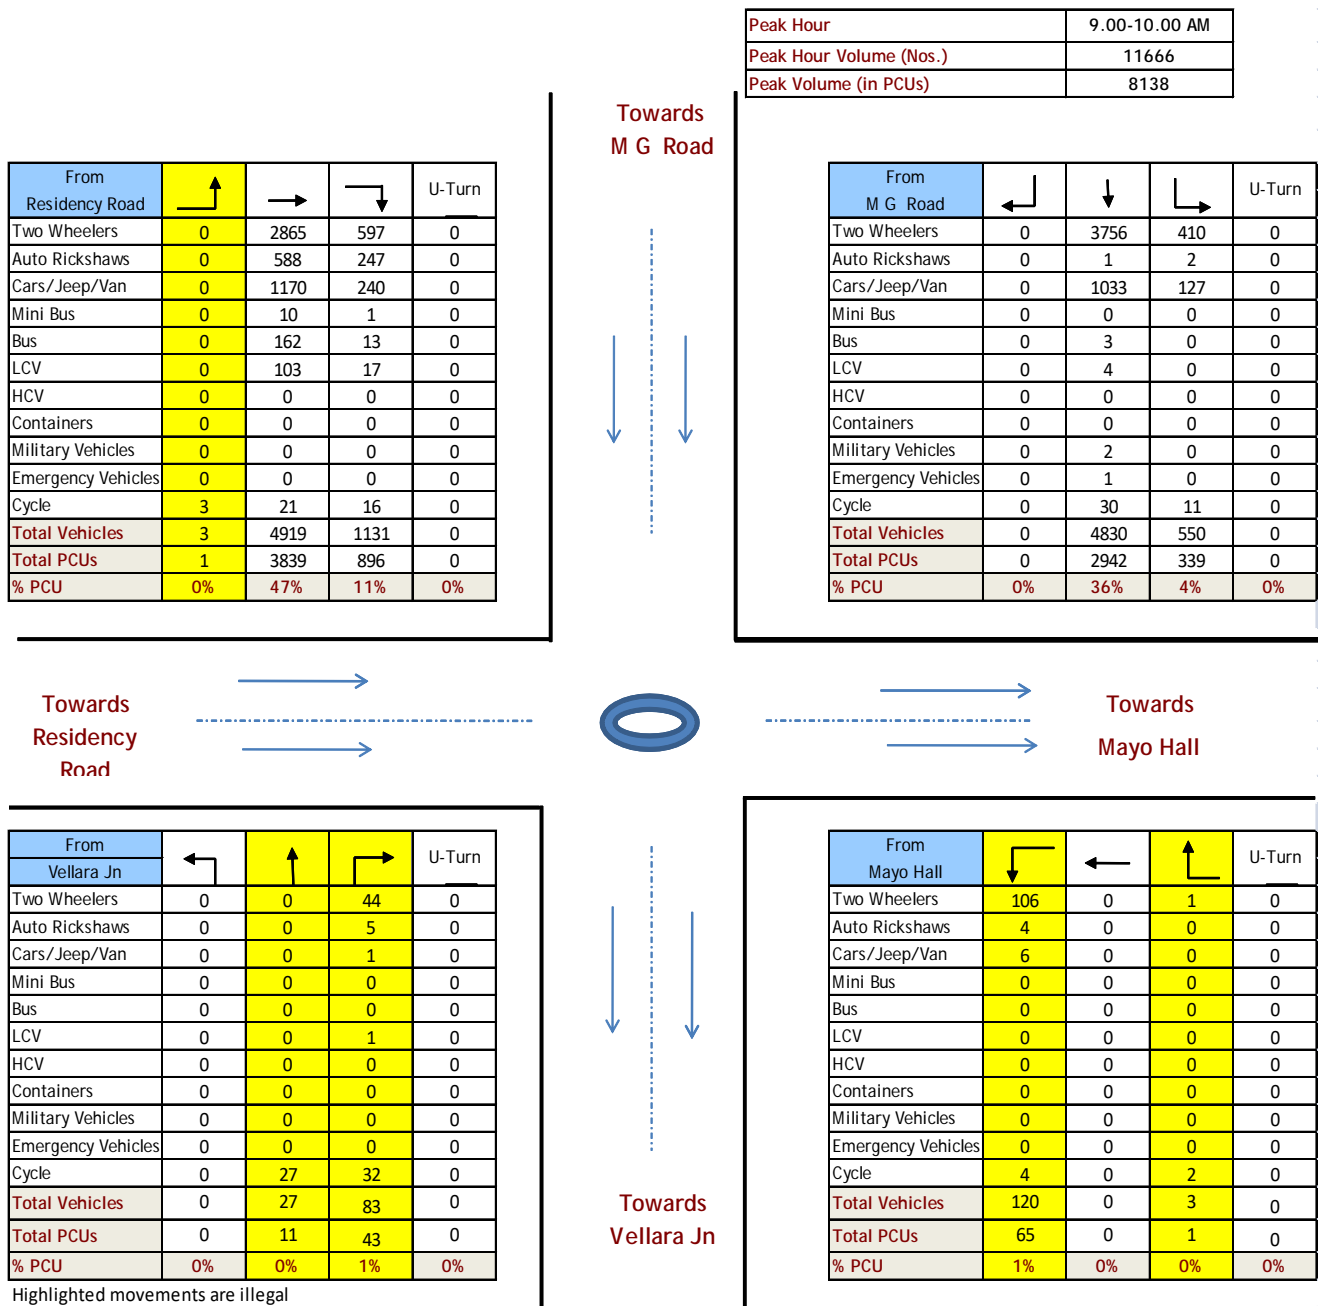 Peak Hour 9.00-10.00 AM
Peak Hour Volume (Nos.) 11666
Peak Volume (in PCUs) 8138
Towards
M G Road
From
Residency Road U-Turn
Two Wheelers 0 2865 597 0
Auto Rickshaws 0 588 247 0
Cars/Jeep/Van 0 1170 240 0
Mini Bus 0 10 1 0
Bus 0 162 13 0
LCV 0 103 17 0
HCV 0 0 0 0
Containers 0 0 0 0
Military Vehicles 0 0 0 0
Emergency Vehicles 0 0 0 0
Cycle 3 21 16 0
Total Vehicles 3 4919 1131 0
Total PCUs 1 3839 896 0
% PCU 0% 47% 11% 0%
From
M G Road U-Turn
Two Wheelers 0 3756 410 0
Auto Rickshaws 0 1 2 0
Cars/Jeep/Van 0 1033 127 0
Mini Bus 0 0 0 0
Bus 0 3 0 0
LCV 0 4 0 0
HCV 0 0 0 0
Containers 0 0 0 0
Military Vehicles 0 2 0 0
Emergency Vehicles 0 1 0 0
Cycle 0 30 11 0
Total Vehicles 0 4830 550 0
Total PCUs 0 2942 339 0
% PCU 0% 36% 4% 0%
Towards
Residency
Road
Towards
Mayo Hall
From
Vellara Jn U-Turn
Two Wheelers 0 0 44 0
Auto Rickshaws 0 0 5 0
Cars/Jeep/Van 0 0 1 0
Mini Bus 0 0 0 0
Bus 0 0 0 0
LCV 0 0 1 0
HCV 0 0 0 0
Containers 0 0 0 0
Military Vehicles 0 0 0 0
Emergency Vehicles 0 0 0 0
Cycle 0 27 32 0
Total Vehicles 0 27 83 0
Total PCUs 0 11 43 0
% PCU 0% 0% 1% 0%
Highlighted movements are illegal
Towards
Vellara Jn
From
Mayo Hall U-Turn
Two Wheelers 106 0 1 0
Auto Rickshaws 4 0 0 0
Cars/Jeep/Van 6 0 0 0
Mini Bus 0 0 0 0
Bus 0 0 0 0
LCV 0 0 0 0
HCV 0 0 0 0
Containers 0 0 0 0
Military Vehicles 0 0 0 0
Emergency Vehicles 0 0 0 0
Cycle 4 0 2 0
Total Vehicles 120 0 3 0
Total PCUs 65 0 1 0
% PCU 1% 0% 0% 0%